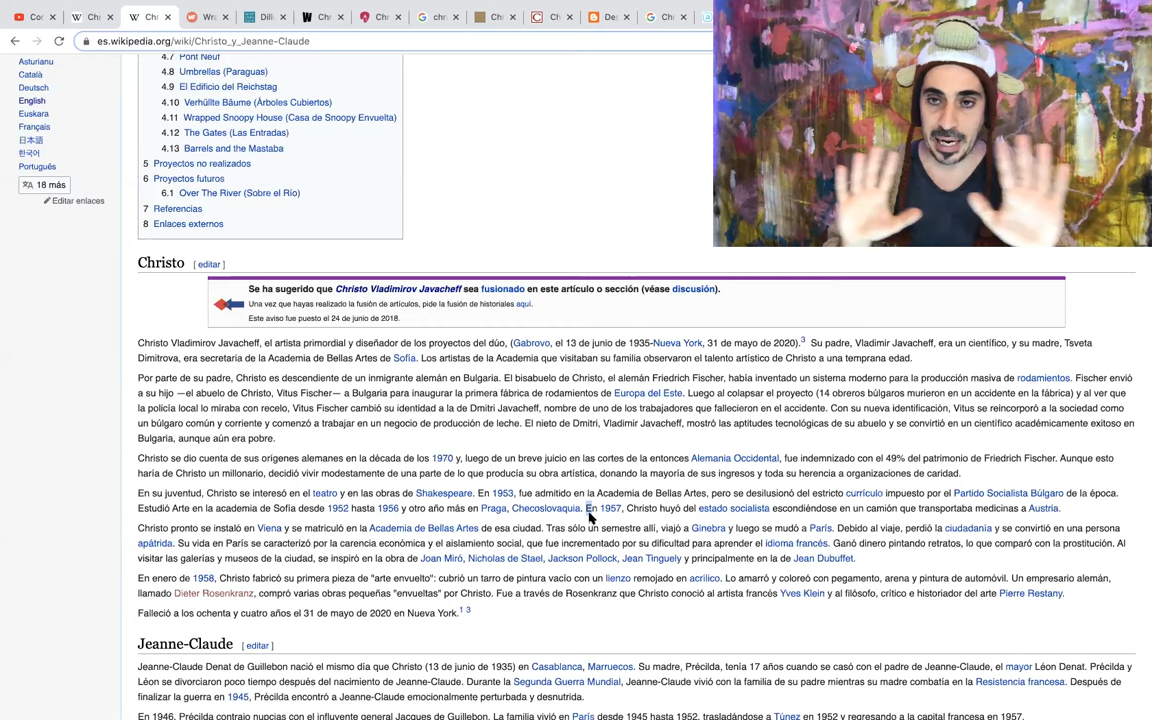 Co
Chr
Chr
Wra
Dill
Chr
Chr
chr
Chr
Ch
De
Chr
es.wikipedia.org/wiki/Christo_y_Jeanne-Claude
Asturianu
Català
Deutsch
English
Euskara
Français
日本語
한국어
Português
18 más
Editar enlaces
4.7 Pont Neuf
4.8 Umbrellas (Paraguas)
4.9 El Edificio del Reichstag
4.10 Verhüllte Bäume (Árboles Cubiertos)
4.11 Wrapped Snoopy House (Casa de Snoopy Envuelta)
4.12 The Gates (Las Entradas)
4.13 Barrels and the Mastaba
5 Proyectos no realizados
6 Proyectos futuros
6.1 Over The River (Sobre el Río)
7 Referencias
8 Enlaces externos
Christo [ editar ]
Se ha sugerido que Christo Vladimirov Javacheff sea fusionado en este artículo o sección (véase discusión).
Una vez que hayas realizado la fusión de artículos, pide la fusión de historiales aquí.
Este aviso fue puesto el 24 de junio de 2018.
Christo Vladimirov Javacheff, el artista primordial y diseñador de los proyectos del dúo, (Gabrovo, el 13 de junio de 1935-Nueva York, 31 de mayo de 2020).3 Su padre, Vladimir Javacheff, era un científico, y su madre, Tsveta
Dimitrova, era secretaria de la Academia de Bellas Artes de Sofía. Los artistas de la Academia que visitaban su familia observaron el talento artístico de Christo a una temprana edad.
Por parte de su padre, Christo es descendiente de un inmigrante alemán en Bulgaria. El bisabuelo de Christo, el alemán Friedrich Fischer, había inventado un sistema moderno para la producción masiva de rodamientos. Fischer envió
a su hijo —el abuelo de Christo, Vitus Fischer— a Bulgaria para inaugurar la primera fábrica de rodamientos de Europa del Este. Luego al colapsar el proyecto (14 obreros búlgaros murieron en un accidente en la fábrica) y al ver que
la policía local lo miraba con recelo, Vitus Fischer cambió su identidad a la de Dmitri Javacheff, nombre de uno de los trabajadores que fallecieron en el accidente. Con su nueva identificación, Vitus se reincorporó a la sociedad como
un búlgaro común y corriente y comenzó a trabajar en un negocio de producción de leche. El nieto de Dmitri, Vladimir Javacheff, mostró las aptitudes tecnológicas de su abuelo y se convirtió en un científico académicamente exitoso en
Bulgaria, aunque aún era pobre.
Christo se dio cuenta de sus orígenes alemanes en la década de los 1970 y, luego de un breve juicio en las cortes de la entonces Alemania Occidental, fue indemnizado con el 49% del patrimonio de Friedrich Fischer. Aunque esto
haría de Christo un millonario, decidió vivir modestamente de una parte de lo que producía su obra artística, donando la mayoría de sus ingresos y toda su herencia a organizaciones de caridad.
En su juventud, Christo se interesó en el teatro y en las obras de Shakespeare. En 1953, fue admitido en la Academia de Bellas Artes, pero se desilusionó del estricto currículo impuesto por el Partido Socialista Búlgaro de la época.
Estudió Arte en la academia de Sofía desde 1952 hasta 1956 y otro año más en Praga, Checoslovaquia. En 1957, Christo huyó del estado socialista escondiéndose en un camión que transportaba medicinas a Austria.
Christo pronto se instaló en Viena y se matriculó en la Academia de Bellas Artes de esa ciudad. Tras sólo un semestre allí, viajó a Ginebra y luego se mudó a París. Debido al viaje, perdió la ciudadanía y se convirtió en una persona
apátrida. Su vida en París se caracterizó por la carencia económica y el aislamiento social, que fue incrementado por su dificultad para aprender el idioma francés. Ganó dinero pintando retratos, lo que comparó con la prostitución. Al
visitar las galerías y museos de la ciudad, se inspiró en la obra de Joan Miró, Nicholas de Stael, Jackson Pollock, Jean Tinguely y principalmente en la de Jean Dubuffet.
En enero de 1958, Christo fabricó su primera pieza de "arte envuelto": cubrió un tarro de pintura vacío con un lienzo remojado en acrílico. Lo amarró y coloreó con pegamento, arena y pintura de automóvil. Un empresario alemán,
llamado Dieter Rosenkranz, compró varias obras pequeñas "envueltas" por Christo. Fue a través de Rosenkranz que Christo conoció al artista francés Yves Klein y al filósofo, crítico e historiador del arte Pierre Restany.
Falleció a los ochenta y cuatro años el 31 de mayo de 2020 en Nueva York.1 3
Jeanne-Claude [ editar ]
Jeanne-Claude Denat de Guillebon nació el mismo día que Christo (13 de junio de 1935) en Casablanca, Marruecos. Su madre, Précilda, tenía 17 años cuando se casó con el padre de Jeanne-Claude, el mayor Léon Denat. Précilda y
Léon se divorciaron poco tiempo después del nacimiento de Jeanne-Claude. Durante la Segunda Guerra Mundial, Jeanne-Claude vivió con la familia de su padre mientras su madre combatía en la Resistencia francesa. Después de
finalizar la guerra en 1945, Précilda encontró a Jeanne-Claude emocionalmente perturbada y desnutrida.
En 1946, Précilda contrajo nupcias con el influyente general Jacques de Guillebon. La familia vivió en París desde 1945 hasta 1952, trasladándose a Túnez en 1952 y regresando a la capital francesa en 1957.